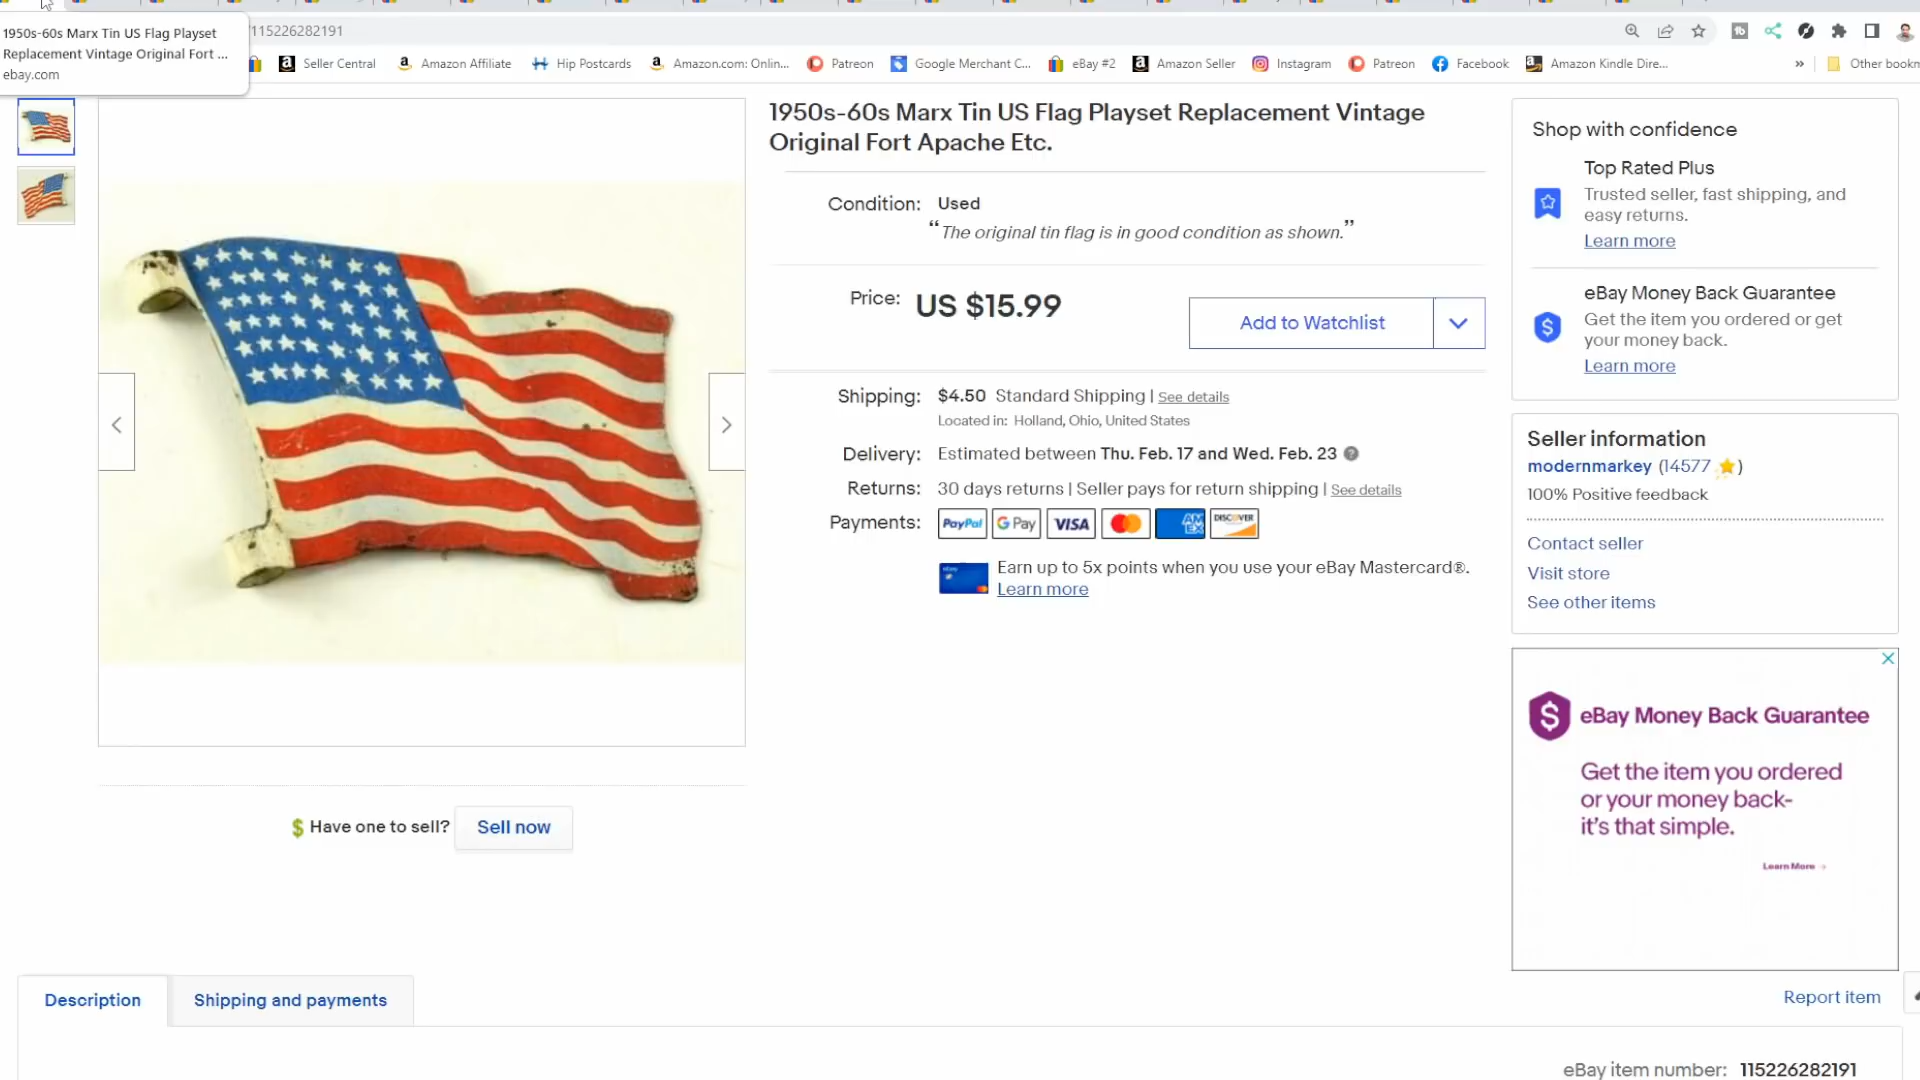 1950s-60s Marx Tin US Flag Playset
Replacement Vintage Original Fort ...
ebay.com
115226282191
Seller Central
Amazon Affiliate
Hip Postcards
Amazon.com: Onlin...
Patreon
Google Merchant C...
eBay #2
Amazon Seller
Instagram
Patreon
Facebook
Amazon Kindle Dire...
»
Other bookm
1950s-60s Marx Tin US Flag Playset Replacement Vintage
Original Fort Apache Etc.
Condition: Used
“The original tin flag is in good condition as shown.”
Price: US $15.99
Add to Watchlist
Shipping: $4.50 Standard Shipping | See details
Located in: Holland, Ohio, United States
Delivery: Estimated between Thu. Feb. 17 and Wed. Feb. 23
Returns: 30 days returns | Seller pays for return shipping | See details
Payments: PayPal G Pay VISA AMEX DISCOVER
Earn up to 5x points when you use your eBay Mastercard®.
Learn more
Shop with confidence
Top Rated Plus
Trusted seller, fast shipping, and
easy returns.
Learn more
eBay Money Back Guarantee
Get the item you ordered or get
your money back.
Learn more
Seller information
modernmarkey (14577)
100% Positive feedback
Contact seller
Visit store
See other items
eBay Money Back Guarantee
Get the item you ordered
or your money back-
it's that simple.
Learn More
Have one to sell? Sell now
Description
Shipping and payments
Report item
eBay item number: 115226282191